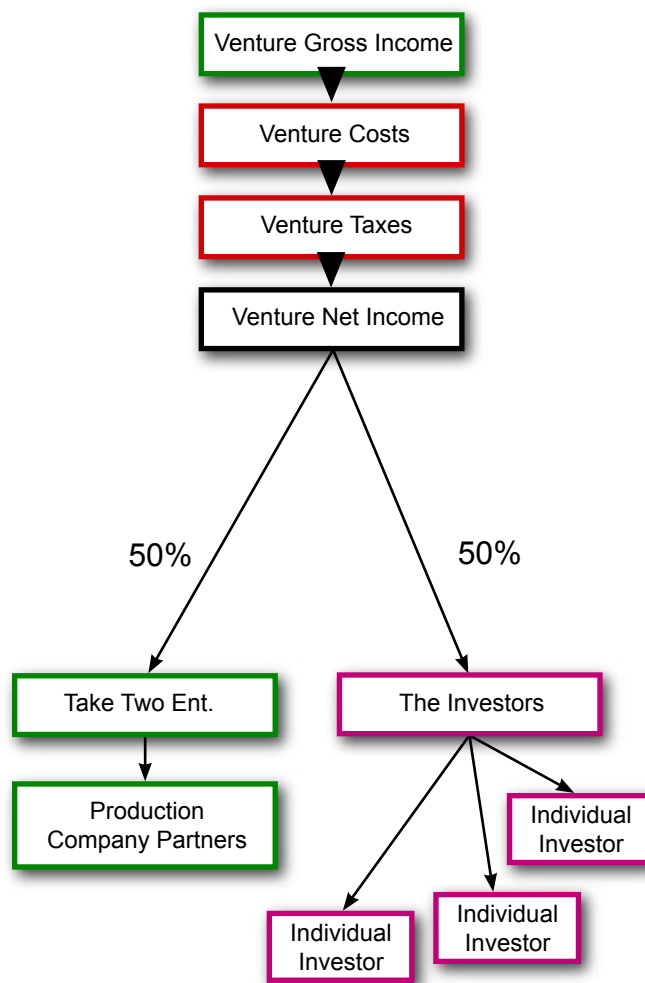 Venture Gross Income
Venture Costs
Venture Taxes
Venture Net Income
50%
50%
Take Two Ent.
The Investors
Production
Company Partners
Individual
Investor
Individual
Investor
Individual
Investor